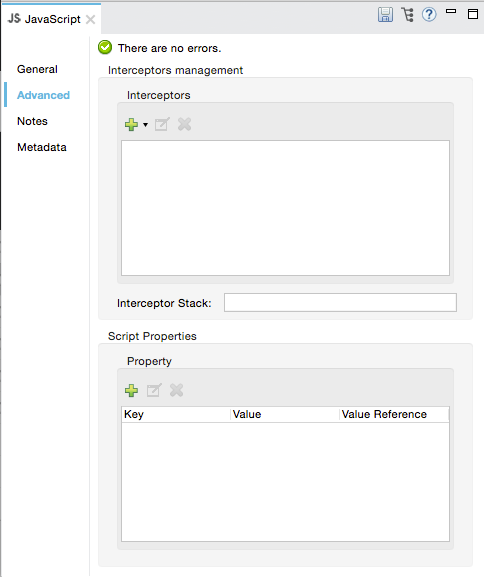 JS JavaScript
There are no errors.
General
Advanced
Notes
Metadata
Interceptors management
Interceptors
Interceptor Stack:
Script Properties
Property
Key Value Value Reference